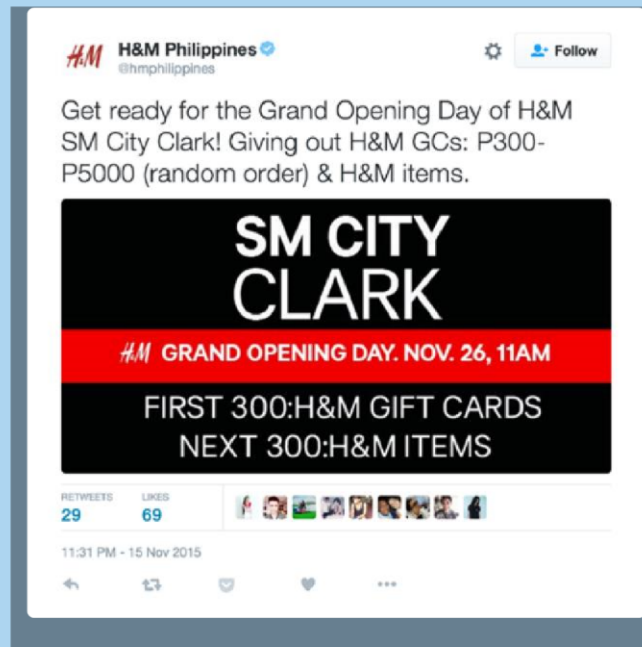 H&M H&M Philippines
@hmphilippines
Follow
Get ready for the Grand Opening Day of H&M
SM City Clark! Giving out H&M GCs: P300-
P5000 (random order) & H&M items.
SM CITY
CLARK
H&M GRAND OPENING DAY. NOV. 26, 11AM
FIRST 300:H&M GIFT CARDS
NEXT 300:H&M ITEMS
RETWEETS LIKES
29 69
11:31 PM - 15 Nov 2015